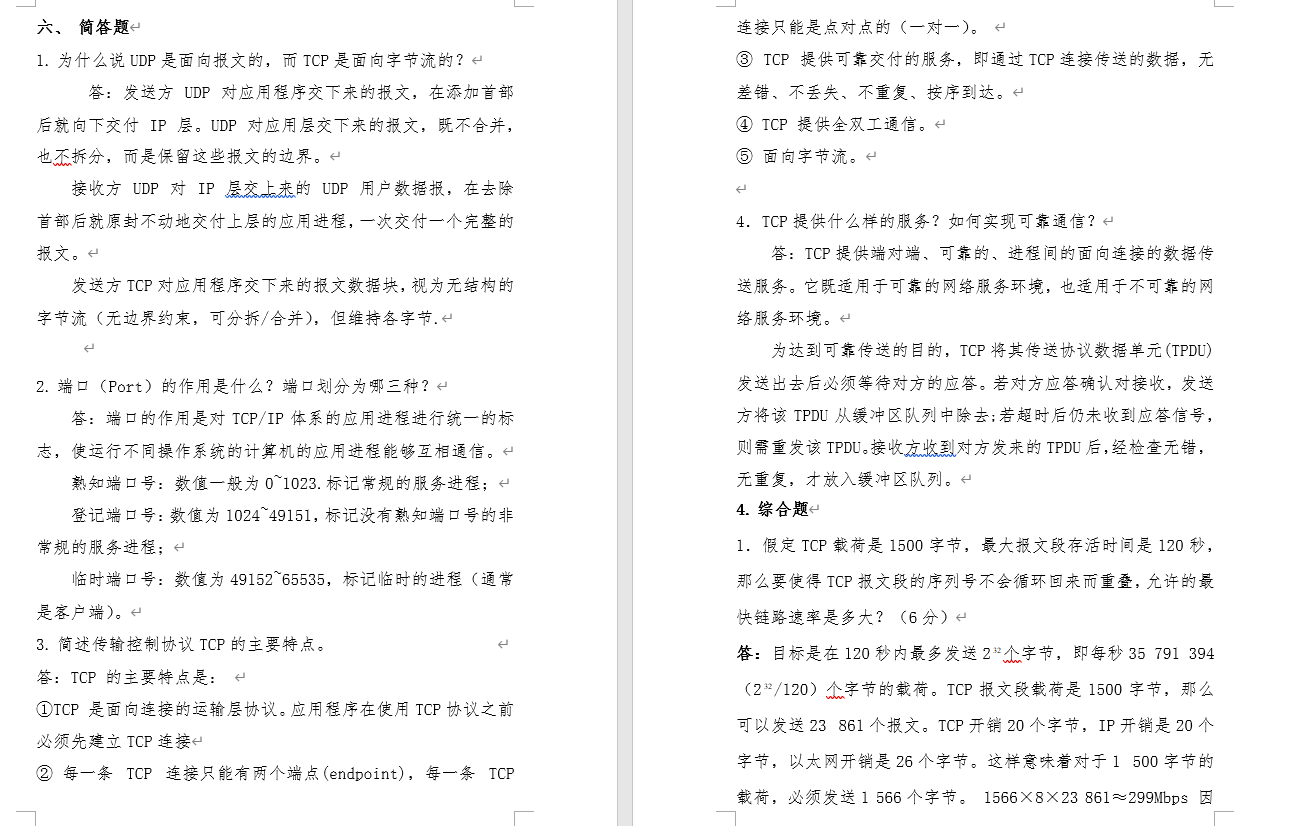 六、 简答题
1. 为什么说 UDP 是面向报文的，而 TCP 是面向字节流的？
答：发送方 UDP 对应用程序交下来的报文，在添加首部
后就向下交付 IP 层。UDP 对应用层交下来的报文，既不合并，
也不拆分，而是保留这些报文的边界。
接收方 UDP 对 IP 层交上来的 UDP 用户数据报，在去除
首部后就原封不动地交付上层的应用进程，一次交付一个完整的
报文。
发送方 TCP 对应用程序交下来的报文数据块，视为无结构的
字节流（无边界约束，可分拆/合并），但维持各字节.
2. 端口（Port）的作用是什么？端口划分为哪三种？
答：端口的作用是对 TCP/IP 体系的应用进程进行统一的标
志，使运行不同操作系统的计算机的应用进程能够互相通信。
熟知端口号：数值一般为 0~1023.标记常规的服务进程；
登记端口号：数值为 1024~49151，标记没有熟知端口号的非
常规的服务进程；
临时端口号：数值为 49152~65535，标记临时的进程（通常
是客户端）。
3. 简述传输控制协议 TCP 的主要特点。
答：TCP 的主要特点是：
①TCP 是面向连接的运输层协议。应用程序在使用 TCP 协议之前
必须先建立 TCP 连接
② 每一条 TCP 连接只能有两个端点(endpoint)，每一条 TCP
连接只能是点对点的（一对一）。
③ TCP 提供可靠交付的服务，即通过 TCP 连接传送的数据，无
差错、不丢失、不重复、按序到达。
④ TCP 提供全双工通信。
⑤ 面向字节流。
4. TCP 提供什么样的服务？如何实现可靠通信？
答：TCP 提供端对端、可靠的、进程间的面向连接的数据传
送服务。它既适用于可靠的网络服务环境，也适用于不可靠的网
络服务环境。
为达到可靠传送的目的，TCP 将其传送协议数据单元(TPDU)
发送出去后必须等待对方的应答。若对方应答确认对接收，发送
方将该 TPDU 从缓冲区队列中除去;若超时后仍未收到应答信号，
则需重发该 TPDU。接收方收到对方发来的 TPDU 后，经检查无错，
无重复，才放入缓冲区队列。
4. 综合题
1. 假定 TCP 载荷是 1500 字节，最大报文段存活时间是 120 秒，
那么要使得 TCP 报文段的序列号不会循环回来而重叠，允许的最
快链路速率是多大？（6 分）
答：目标是在 120 秒内最多发送 2³²个字节，即每秒 35 791 394
（2³²/120）个字节的载荷。TCP 报文段载荷是 1500 字节，那么
可以发送 23 861 个报文。TCP 开销 20 个字节，IP 开销是 20 个
字节，以太网开销是 26 个字节。这样意味着对于 1 500 字节的
载荷，必须发送 1 566 个字节。 1566×8×23 861≈299Mbps 因